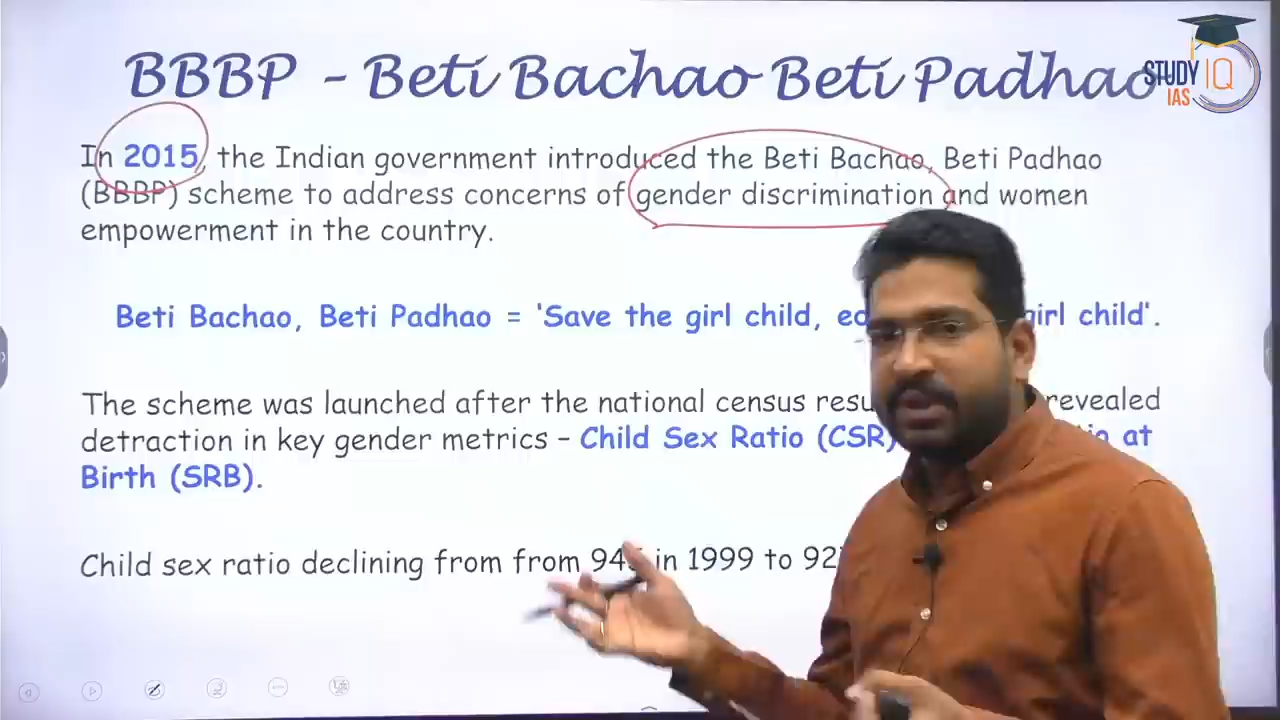 BBBP - Beti Bachao Beti Padhao
STUDY IQ
IAS
In 2015, the Indian government introduced the Beti Bachao, Beti Padhao
(BBBP) scheme to address concerns of gender discrimination and women
empowerment in the country.
Beti Bachao, Beti Padhao = 'Save the girl child, girl child'.
The scheme was launched after the national census revealed
detraction in key gender metrics – Child Sex Ratio (CSR) at
Birth (SRB).
Child sex ratio declining from from in 1999 to